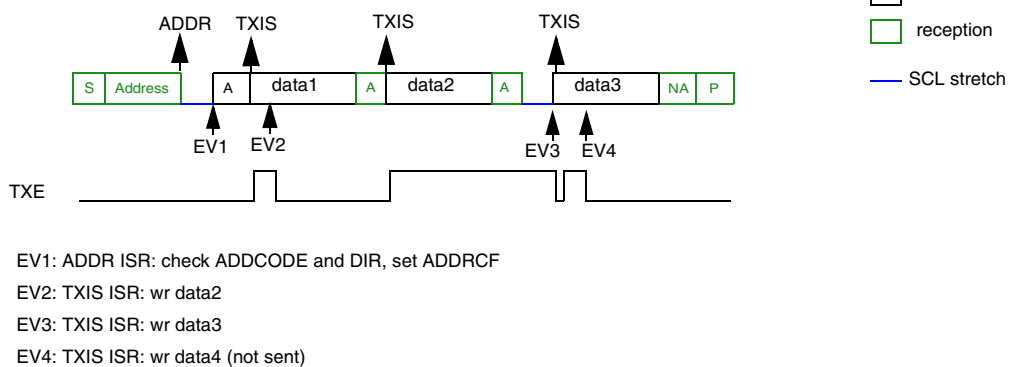 ADDR TXIS TXIS TXIS
reception
S Address A data1 A data2 A data3 NA P
SCL stretch
EV1 EV2 EV3 EV4
TXE
EV1: ADDR ISR: check ADDCODE and DIR, set ADDRCF
EV2: TXIS ISR: wr data2
EV3: TXIS ISR: wr data3
EV4: TXIS ISR: wr data4 (not sent)